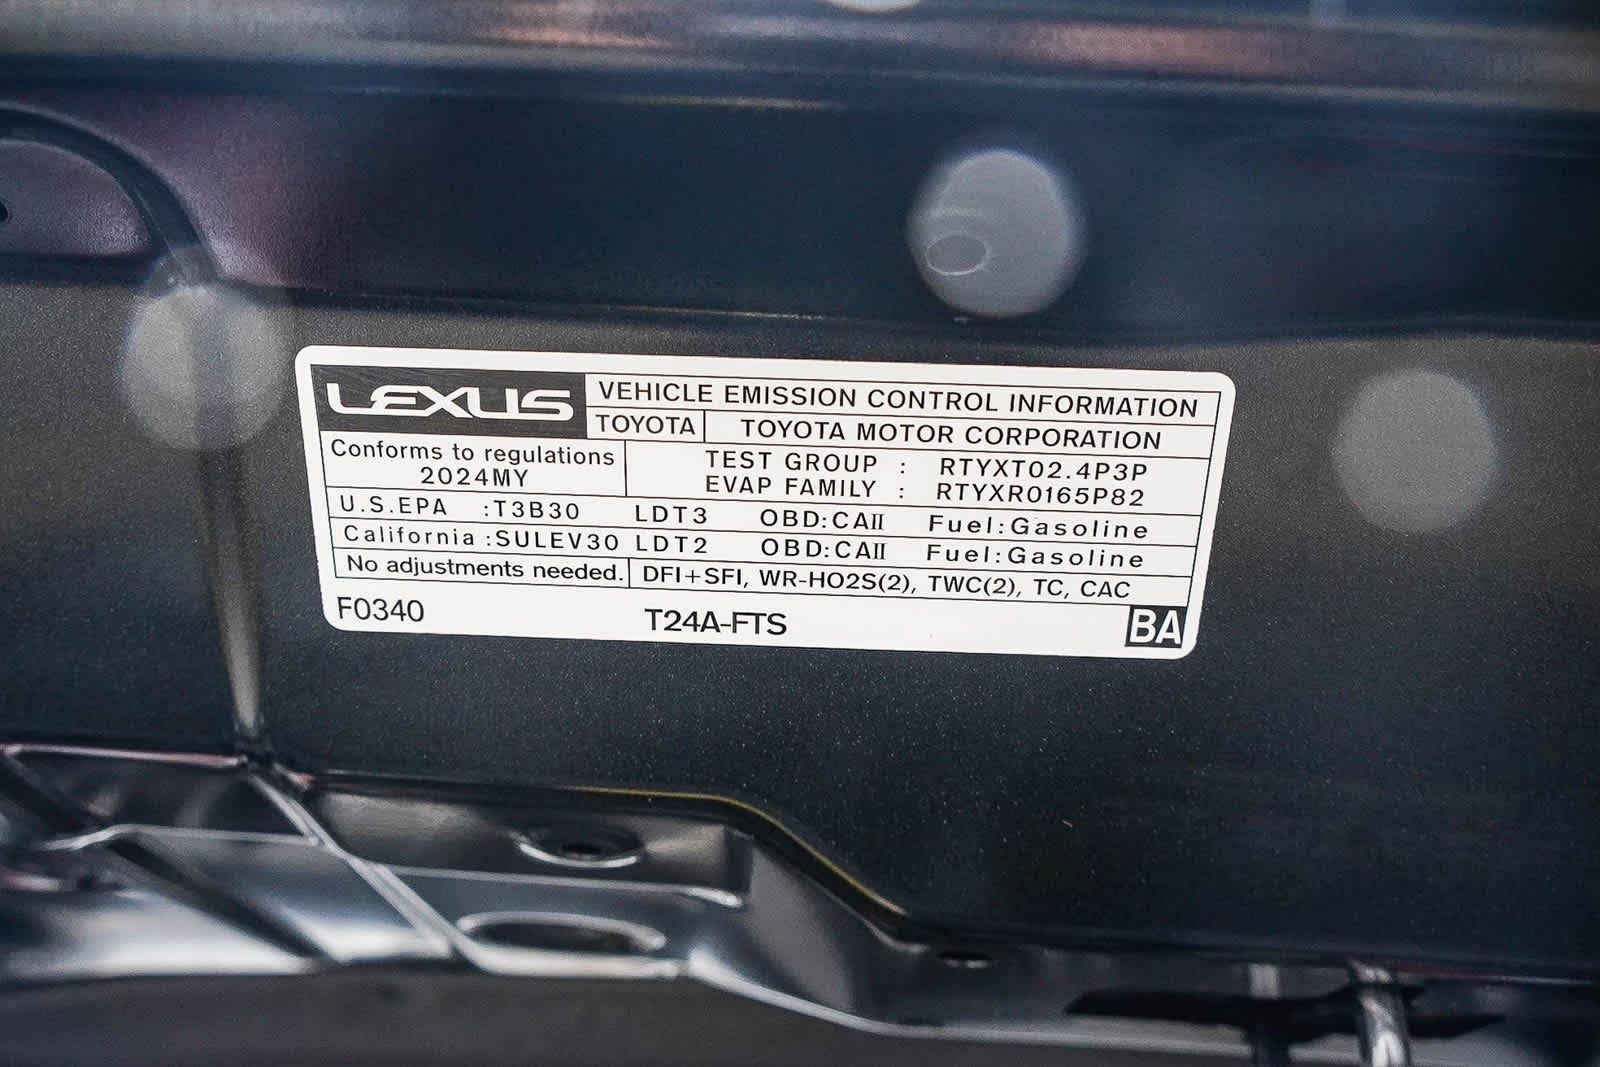 LEXUS VEHICLE EMISSION CONTROL INFORMATION
TOYOTA TOYOTA MOTOR CORPORATION
Conforms to regulations TEST GROUP : RTYXT02.4P3P
2024MY EVAP FAMILY : RTYXR0165P82
U.S.EPA :T3B30 LDT3 OBD:CAII Fuel:Gasoline
California :SULEV30 LDT2 OBD:CAII Fuel:Gasoline
No adjustments needed. DFI+SFI, WR-HO2S(2), TWC(2), TC, CAC
F0340 T24A-FTS BA